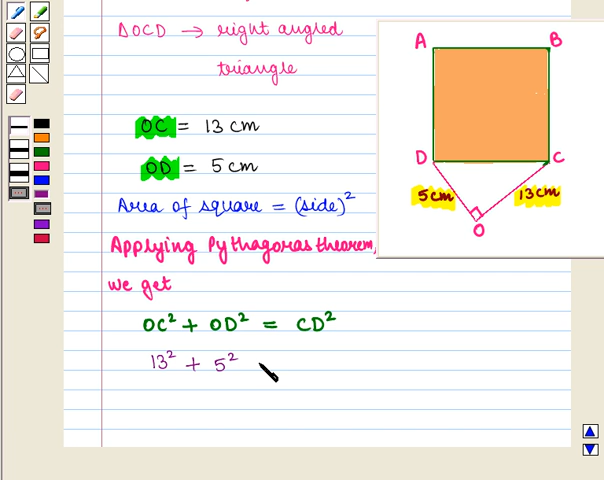 ΔOCD → right angled
triangle
OC = 13 cm
OD = 5 cm
Area of square = (side)²
Applying Pythagoras theorem,
we get
OC² + OD² = CD²
13² + 5²
A B
D C
5cm 13cm
O